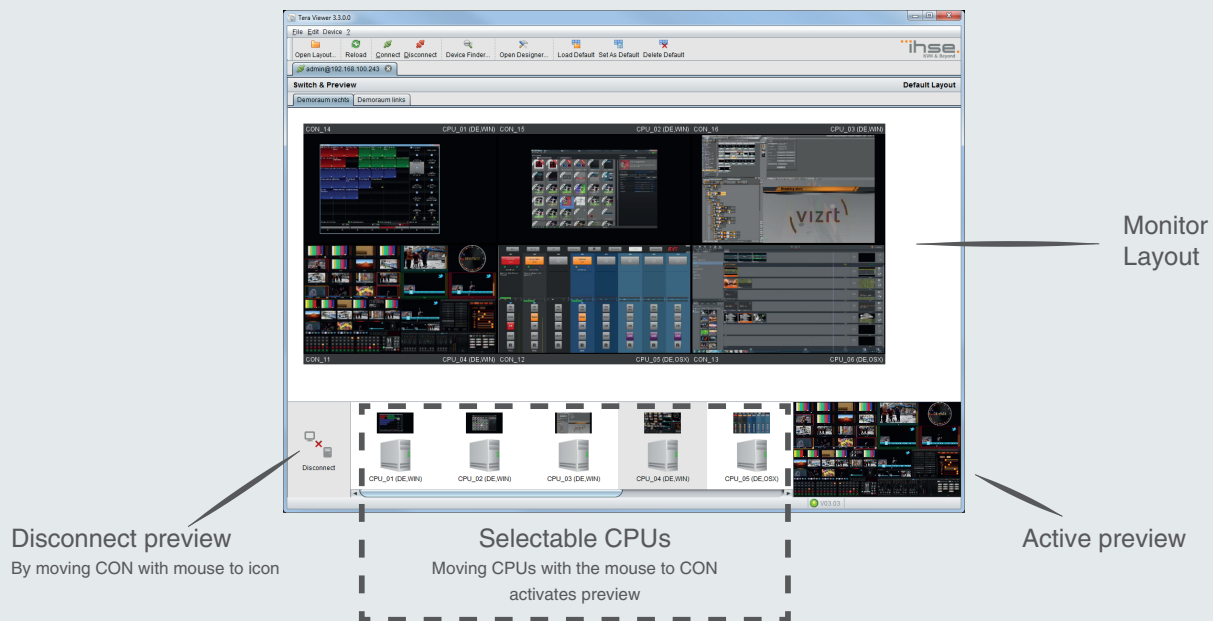 Tera Viewer 3.3.0.0
File Edit Device ?
Open Layout... Reload Connect Disconnect Device Finder... Open Designer... Load Default Set As Default Delete Default
ihse.
KVM & Beyond
admin@192.168.100.243
Switch & Preview Default Layout
Demoraum rechts Demoraum links
CON_14 CPU_01 (DE,WIN) CON_15 CPU_02 (DE,WIN) CON_16 CPU_03 (DE,WIN)
vizrt
CON_11 CPU_04 (DE,WIN) CON_12 CPU_05 (DE,OSX) CON_13 CPU_06 (DE,OSX)
Monitor
Layout
Disconnect
CPU_01 (DE,WIN) CPU_02 (DE,WIN) CPU_03 (DE,WIN) CPU_04 (DE,WIN) CPU_05 (DE,OSX)
V03.03
Disconnect preview
By moving CON with mouse to icon
Selectable CPUs
Moving CPUs with the mouse to CON
activates preview
Active preview